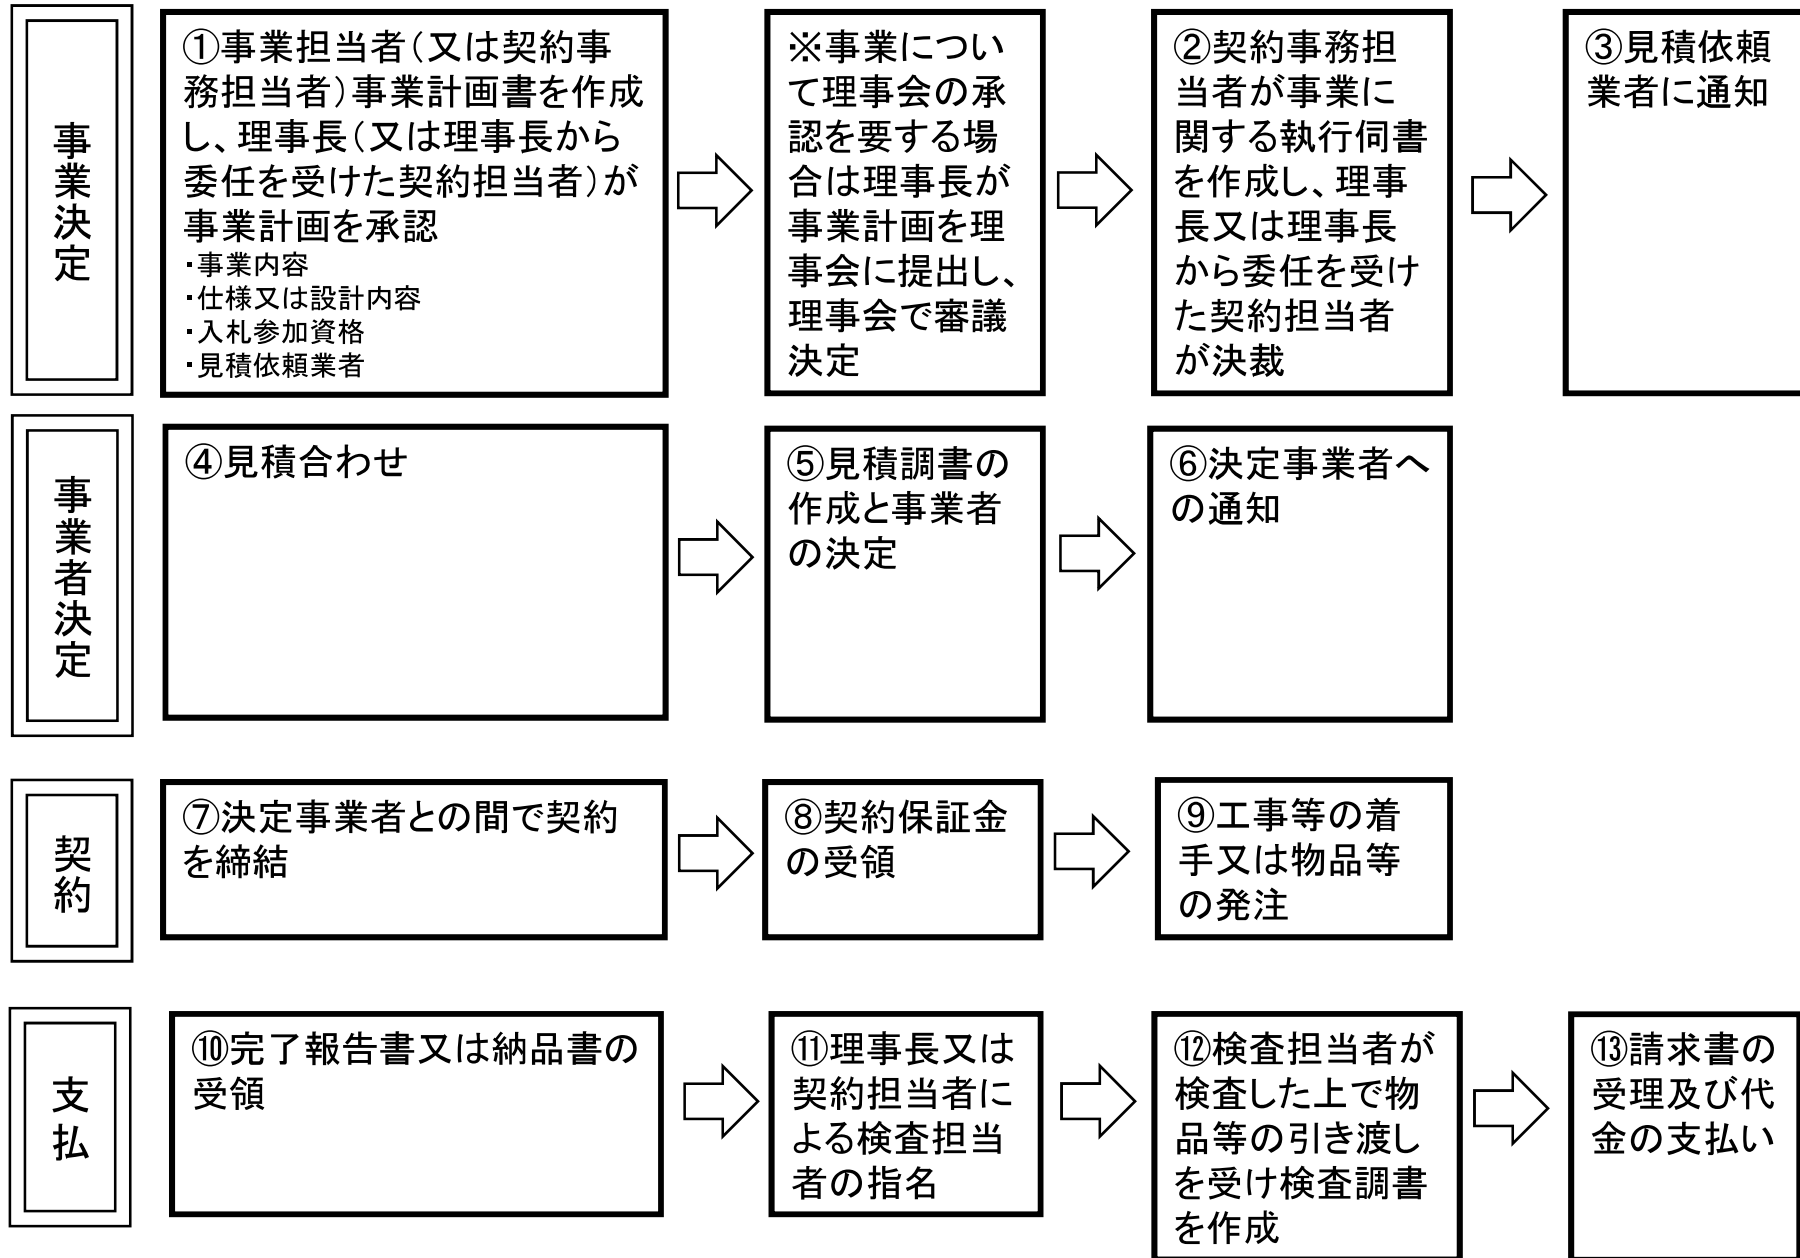 事業決定
①事業担当者(又は契約事
務担当者)事業計画書を作成
し、理事長(又は理事長から
委任を受けた契約担当者)が
事業計画を承認
・事業内容
・仕様又は設計内容
・入札参加資格
・見積依頼業者
※事業につい
て理事会の承
認を要する場
合は理事長が
事業計画を理
事会に提出し、
理事会で審議
決定
②契約事務担
当者が事業に
関する執行伺書
を作成し、理事
長又は理事長
から委任を受け
た契約担当者
が決裁
③見積依頼
業者に通知
事業者決定
④見積合わせ
⑤見積調書の
作成と事業者
の決定
⑥決定事業者へ
の通知
契約
⑦決定事業者との間で契約
を締結
⑧契約保証金
の受領
⑨工事等の着
手又は物品等
の発注
支払
⑩完了報告書又は納品書の
受領
⑪理事長又は
契約担当者に
よる検査担当
者の指名
⑫検査担当者が
検査した上で物
品等の引き渡し
を受け検査調書
を作成
⑬請求書の
受理及び代
金の支払い